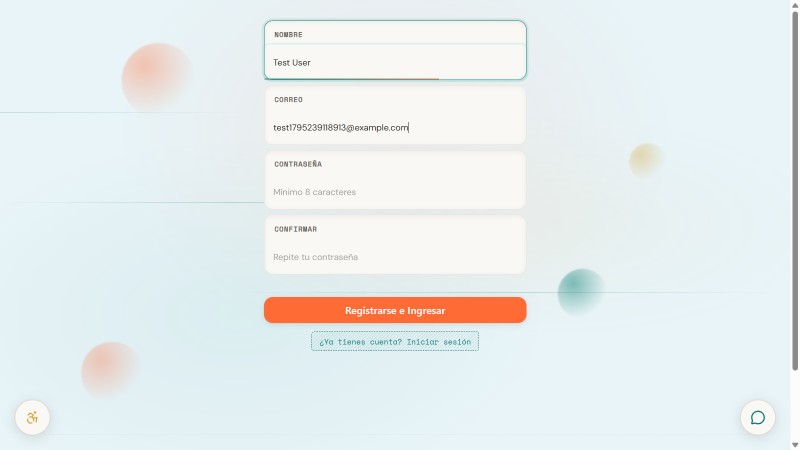 NOMBRE
Test User
CORREO
test1795239118913@example.com
CONTRASEÑA
Mínimo 8 caracteres
CONFIRMAR
Repite tu contraseña
Registrarse e Ingresar
¿Ya tienes cuenta? Iniciar sesión